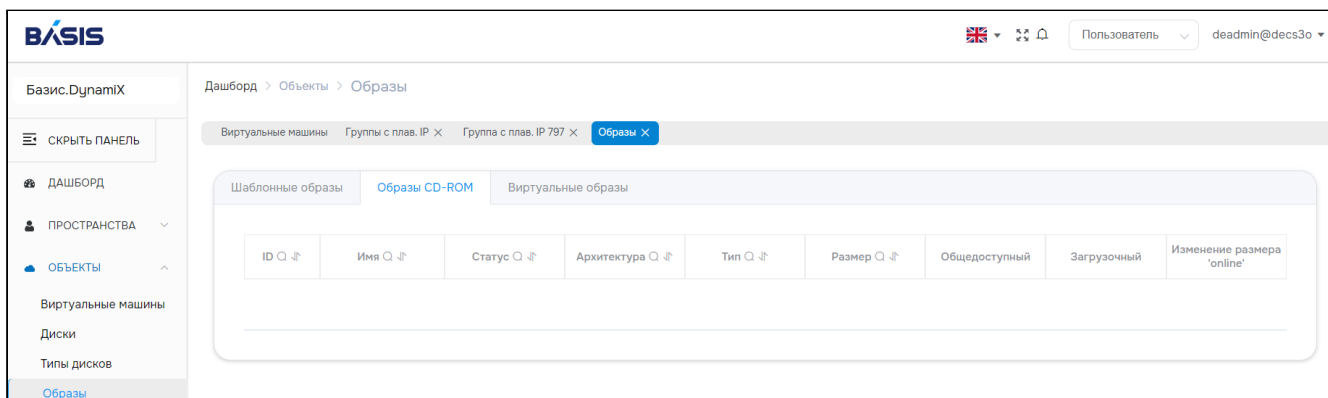 BASIS
Пользователь
deadmin@decs3o
Базис.DynamiX
Дашборд > Объекты > Образы
СКРЫТЬ ПАНЕЛЬ
Виртуальные машины Группы с плав. IP × Группа с плав. IP 797 × Образы ×
ДАШБОРД
Шаблонные образы Образы CD-ROM Виртуальные образы
ПРОСТРАНСТВА
ID Имя Статус Архитектура Тип Размер Общедоступный Загрузочный Изменение размера
'online'
ОБЪЕКТЫ
Виртуальные машины
Диски
Типы дисков
Образы